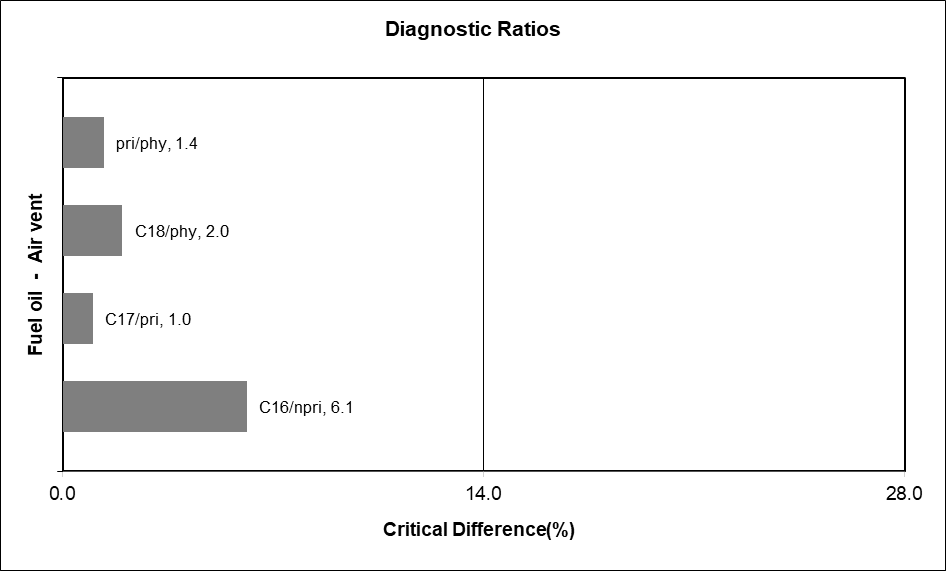 Diagnostic Ratios
Fuel oil - Air vent
pri/phy, 1.4
C18/phy, 2.0
C17/pri, 1.0
C16/npri, 6.1
0.0
14.0
28.0
Critical Difference(%)